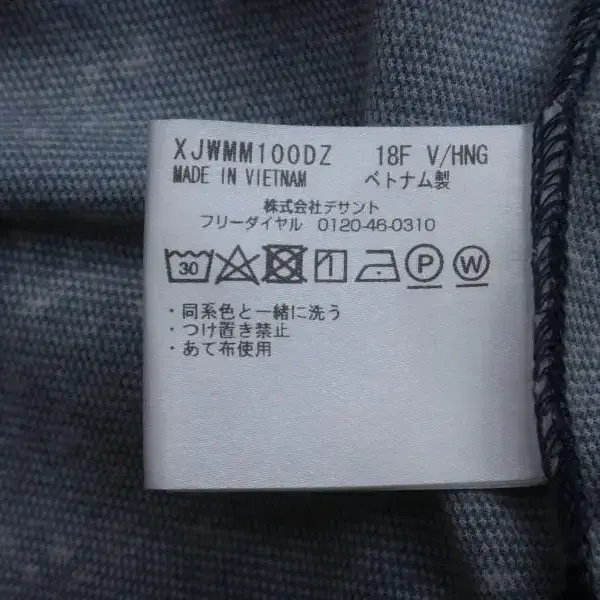 XJWMM100DZ 18F V/HNG
MADE IN VIETNAM ベトナム製
株式会社デサント
フリーダイヤル 0120-46-0310
30 P W
・同系色と一緒に洗う
・つけ置き禁止
・あて布使用